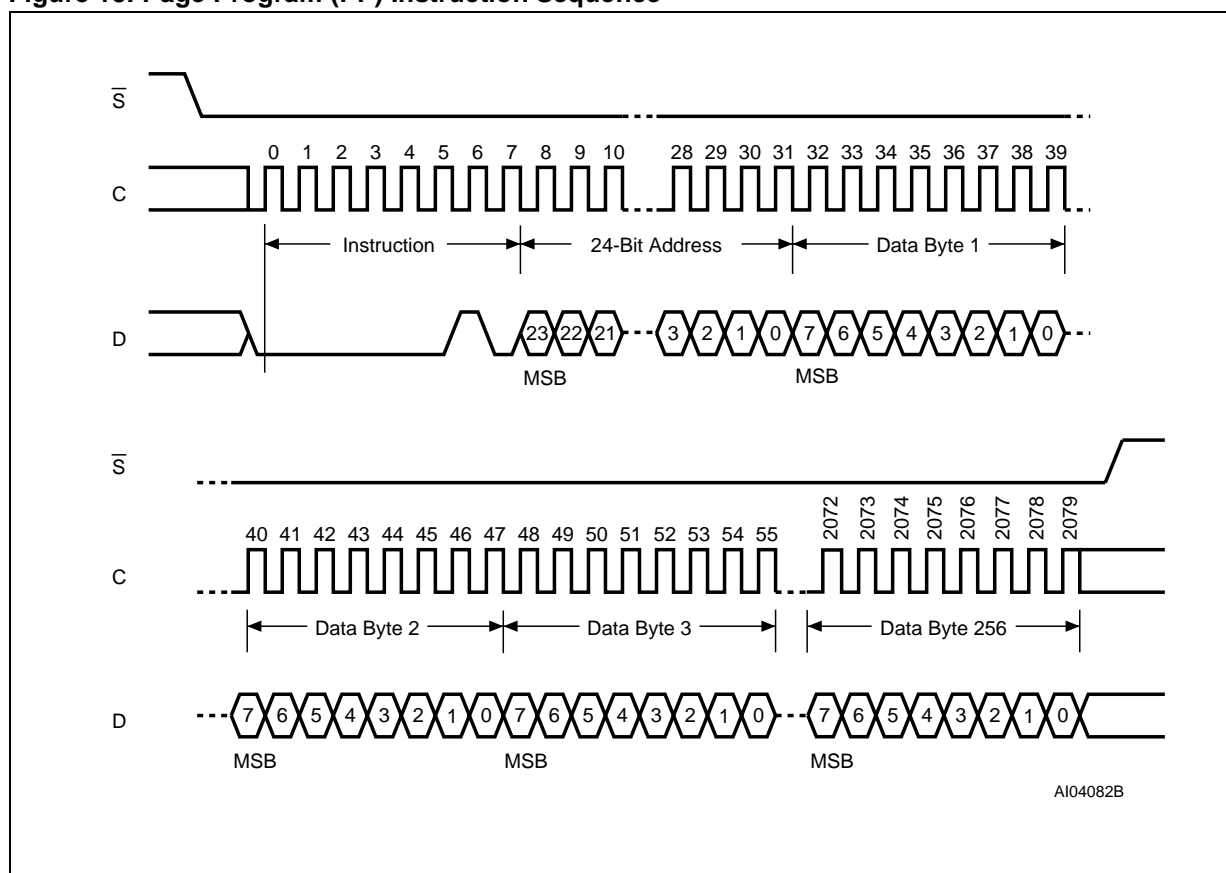 Page Program (PP) Instruction Sequence
S̅
0 1 2 3 4 5 6 7 8 9 10 28 29 30 31 32 33 34 35 36 37 38 39
C
Instruction 24-Bit Address Data Byte 1
D 23 22 21 3 2 1 0 7 6 5 4 3 2 1 0
MSB MSB
S̅
2072 2073 2074 2075 2076 2077 2078 2079
40 41 42 43 44 45 46 47 48 49 50 51 52 53 54 55
C
Data Byte 2 Data Byte 3 Data Byte 256
D 7 6 5 4 3 2 1 0 7 6 5 4 3 2 1 0 7 6 5 4 3 2 1 0
MSB MSB MSB
AI04082B